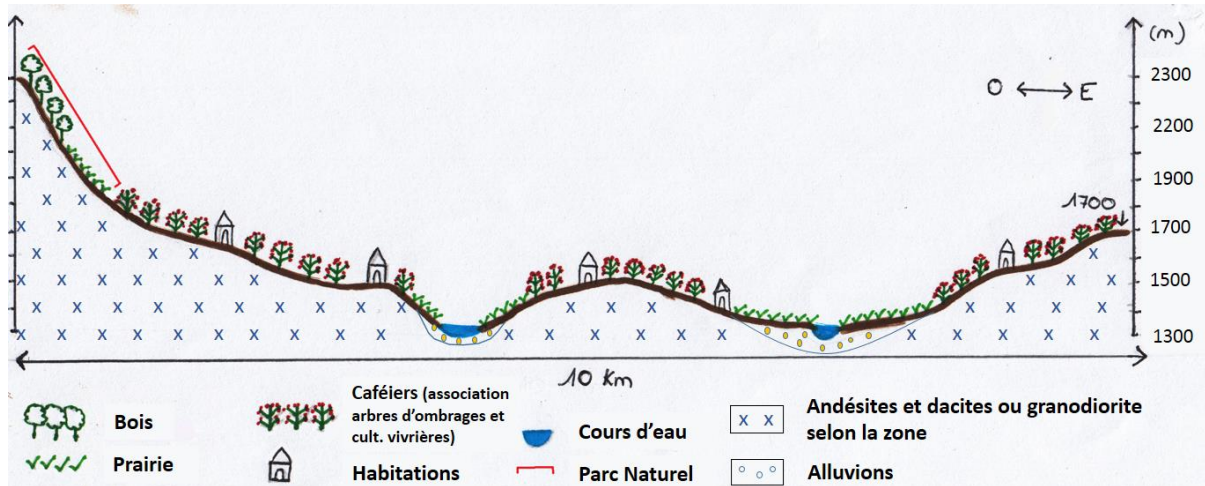 (m)
O E
2300
2200
1900
1700
1700
1500
1300
10 Km
Bois
Prairie
Caféiers (association
arbres d'ombrages et
cult. vivrières)
Habitations
Cours d'eau
Parc Naturel
Andésites et dacites ou granodiorite
selon la zone
Alluvions